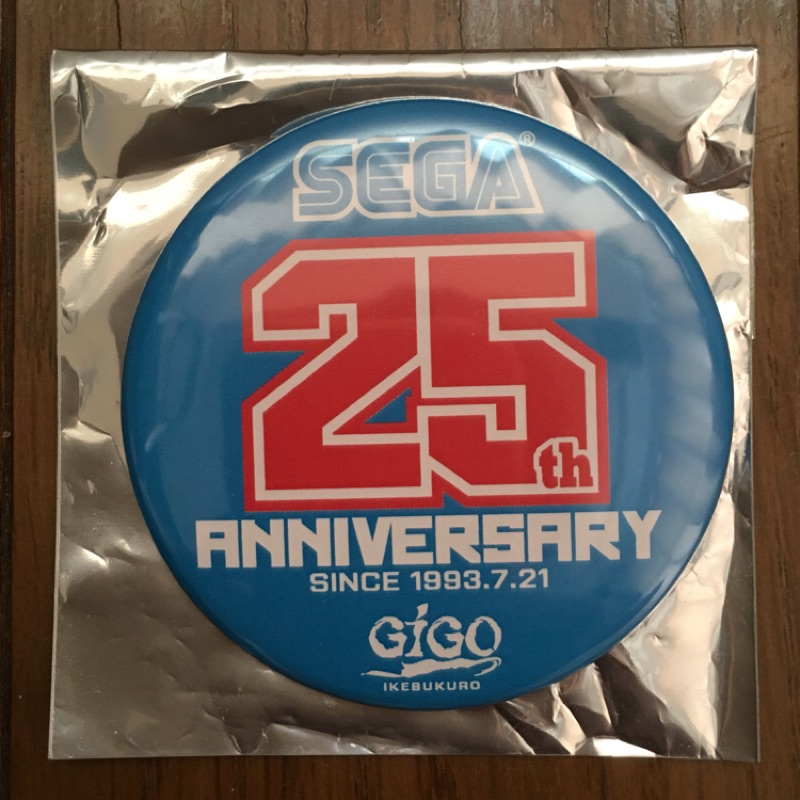 SEGA®
25th
ANNIVERSARY
SINCE 1993.7.21
GiGO
IKEBUKURO